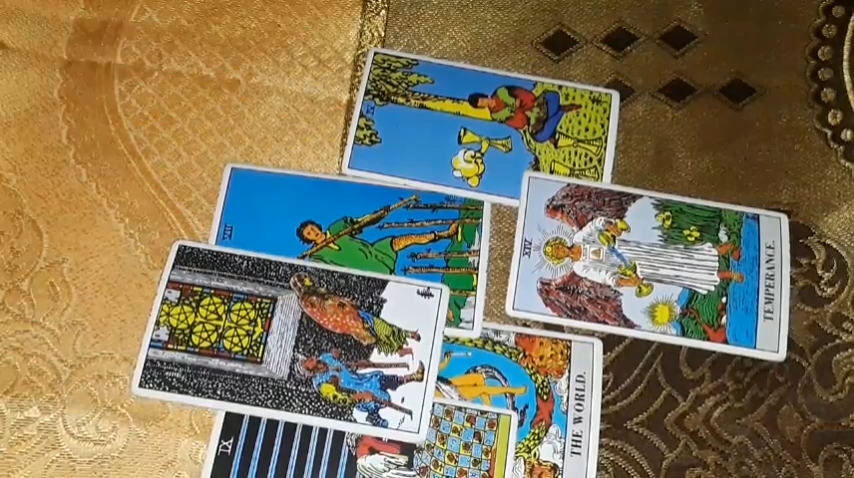 XIV
TEMPERANCE.
THE WORLD.
IX